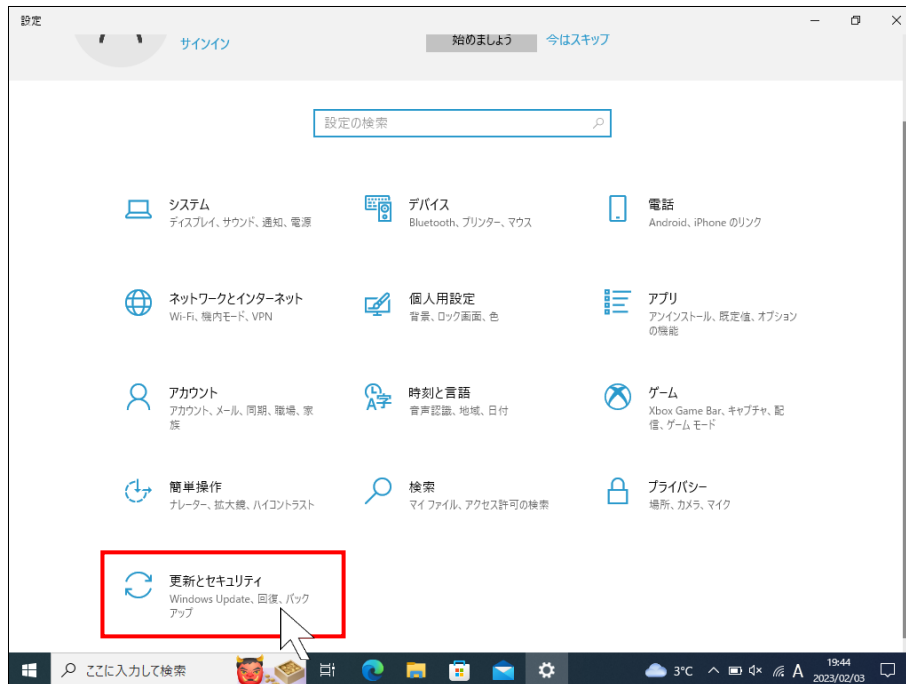 設定
サインイン
始めましょう
今はスキップ
設定の検索
システム
ディスプレイ、サウンド、通知、電源
デバイス
Bluetooth、プリンター、マウス
電話
Android、iPhone のリンク
ネットワークとインターネット
Wi-Fi、機内モード、VPN
個人用設定
背景、ロック画面、色
アプリ
アンインストール、既定値、オプション
の機能
アカウント
アカウント、メール、同期、職場、家
族
時刻と言語
音声認識、地域、日付
ゲーム
Xbox Game Bar、キャプチャ、配
信、ゲーム モード
簡単操作
ナレーター、拡大鏡、ハイコントラスト
検索
マイ ファイル、アクセス許可の検索
プライバシー
場所、カメラ、マイク
更新とセキュリティ
Windows Update、回復、バック
アップ
ここに入力して検索
3°C
A
19:44
2023/02/03